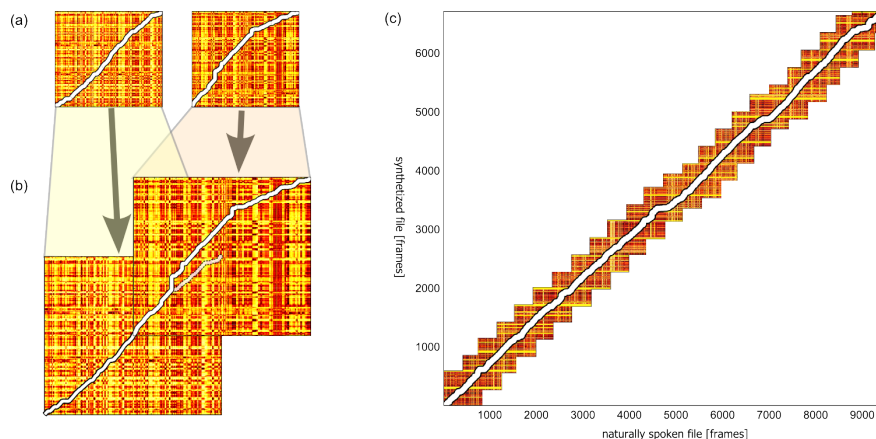 (a)
(b)
(c)
synthetized file [frames]
6000
5000
4000
3000
2000
1000
1000 2000 3000 4000 5000 6000 7000 8000 9000
naturally spoken file [frames]